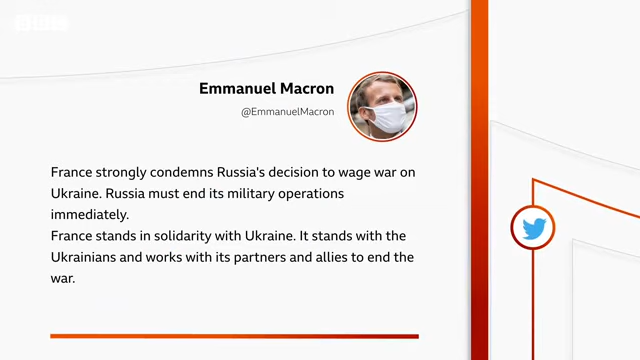 Emmanuel Macron
@EmmanuelMacron
France strongly condemns Russia's decision to wage war on
Ukraine. Russia must end its military operations
immediately.
France stands in solidarity with Ukraine. It stands with the
Ukrainians and works with its partners and allies to end the
war.